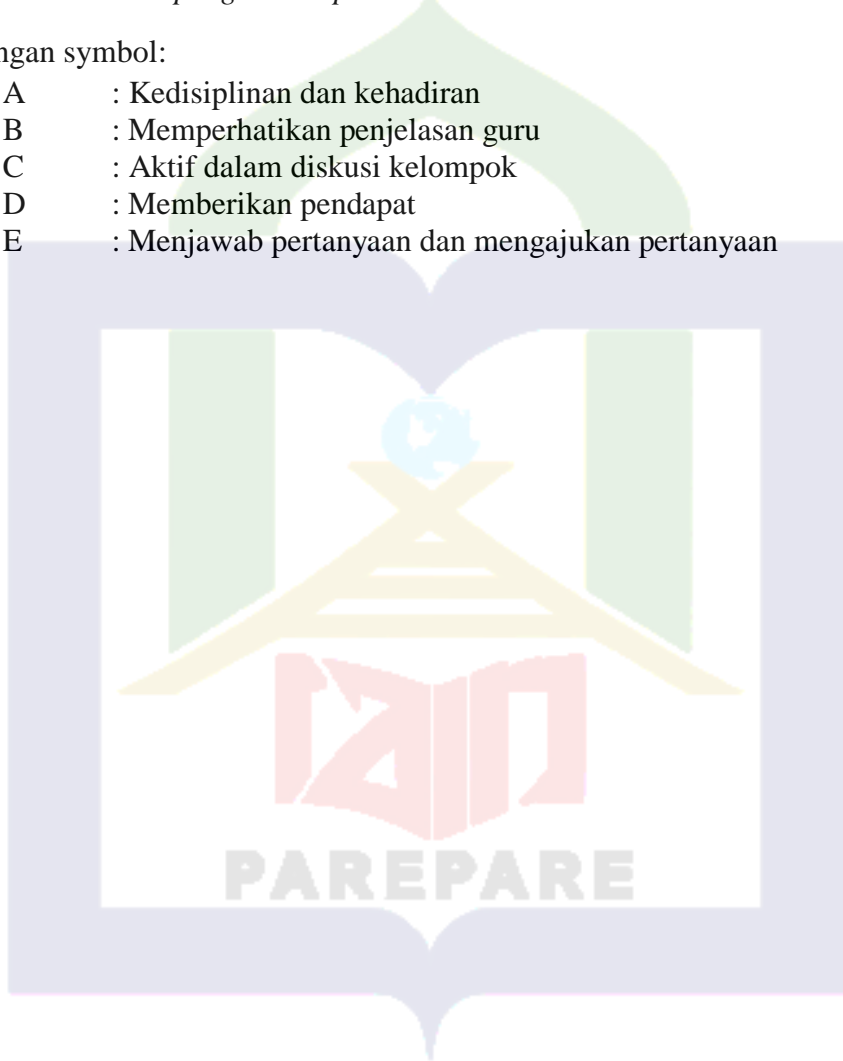 ngan symbol:
A : Kedisiplinan dan kehadiran
B : Memperhatikan penjelasan guru
C : Aktif dalam diskusi kelompok
D : Memberikan pendapat
E : Menjawab pertanyaan dan mengajukan pertanyaan
iain
PAREPARE